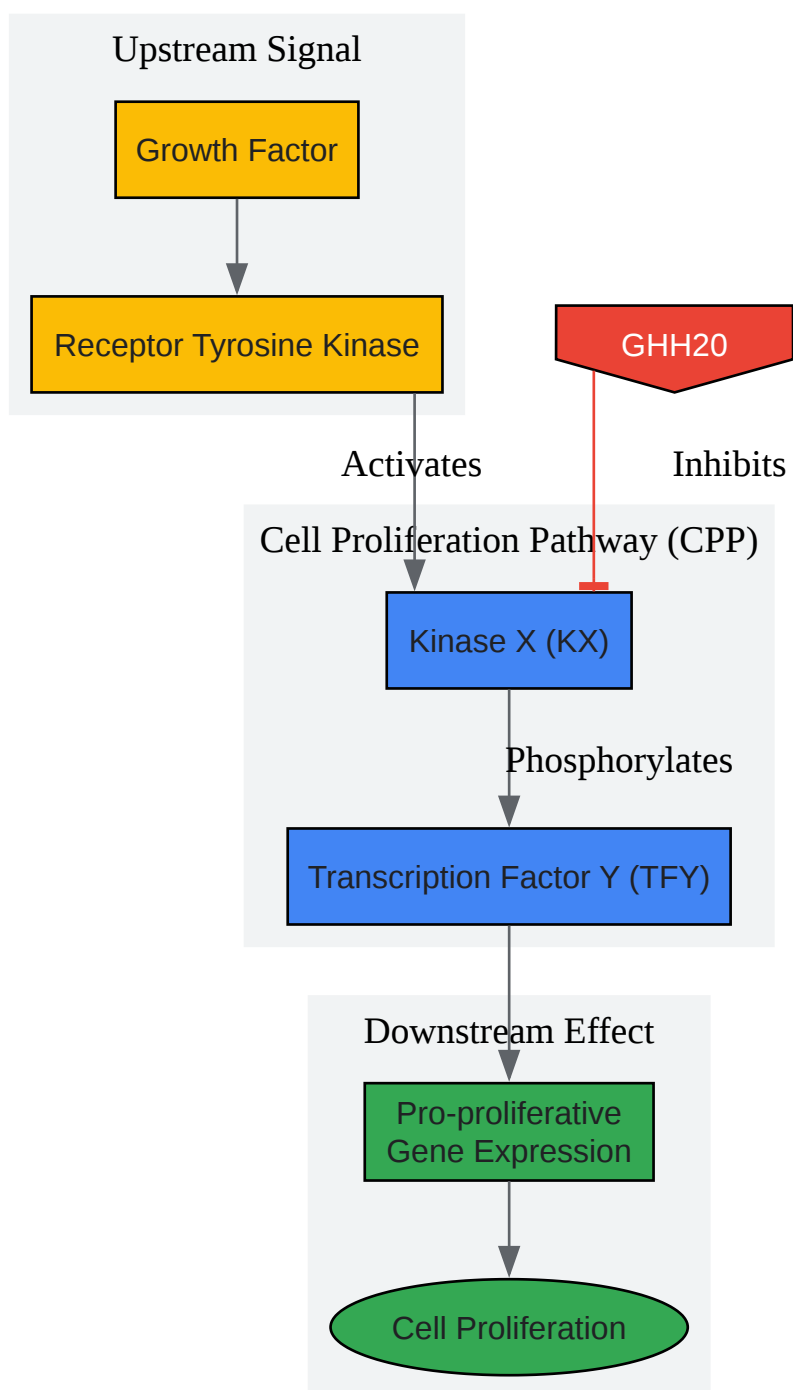 Upstream Signal
Growth Factor
Receptor Tyrosine Kinase
GHH20
Activates
Inhibits
Cell Proliferation Pathway (CPP)
Kinase X (KX)
Phosphorylates
Transcription Factor Y (TFY)
Downstream Effect
Pro-proliferative
Gene Expression
Cell Proliferation